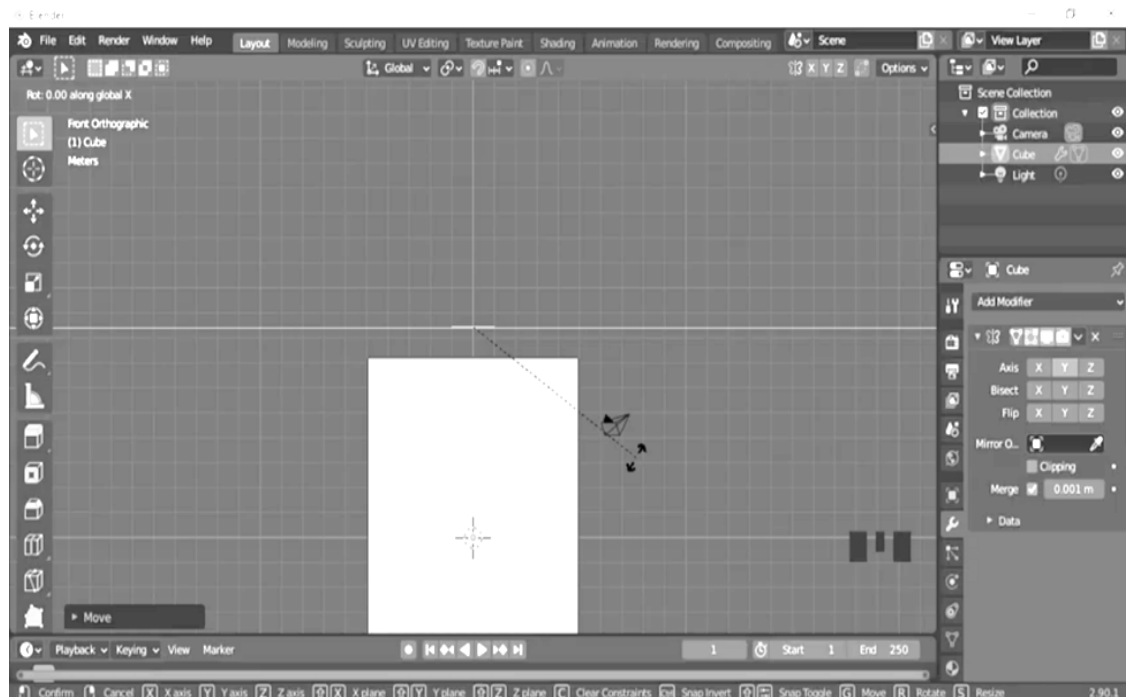 Blender
File Edit Render Window Help Layout Modeling Sculpting UV Editing Texture Paint Shading Animation Rendering Compositing Scene View Layer
Global X Y Z Options
Rot: 0.00 along global X
Front Orthographic
(1) Cube
Meters
Scene Collection
Collection
Camera
Cube
Light
Cube
Add Modifier
Axis X Y Z
Bisect X Y Z
Flip X Y Z
Mirror O...
Clipping
Merge 0.001 m
Data
Move
Playback Keying View Marker 1 Start 1 End 250
Confirm Cancel X X axis Y Y axis Z Z axis X X plane Y Y plane Z Z plane C Clear Constraints Snap Invert Snap Toggle G Move R Rotate S Resize 2.90.1